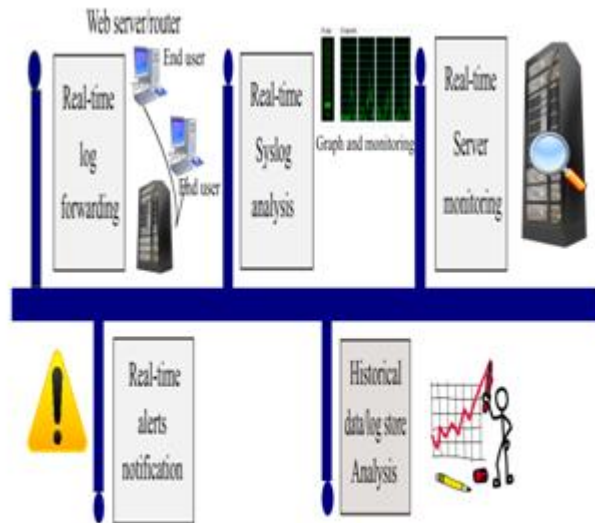 Web server/router
End user
End user
Real-time
log
forwarding
Real-time
Syslog
analysis
Graph and monitoring
Real-time
Server
monitoring
Real-time
alerts
notification
Historical
data/log store
Analysis